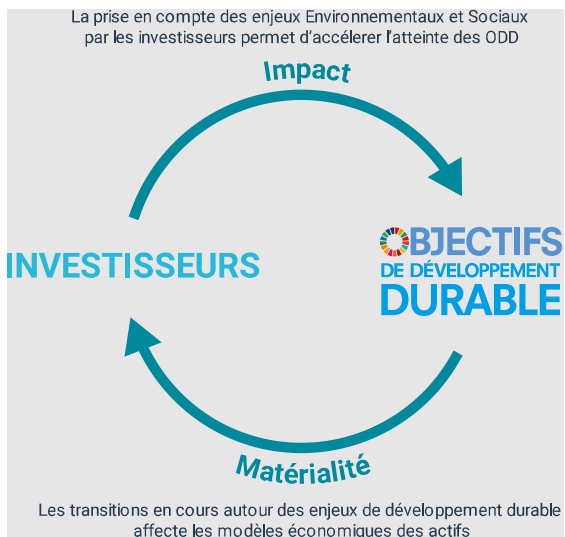 La prise en compte des enjeux Environnementaux et Sociaux
par les investisseurs permet d'accélerer l'atteinte des ODD
Impact
INVESTISSEURS
OBJECTIFS
DE DÉVELOPPEMENT
DURABLE
Matérialité
Les transitions en cours autour des enjeux de développement durable
affecte les modèles économiques des actifs